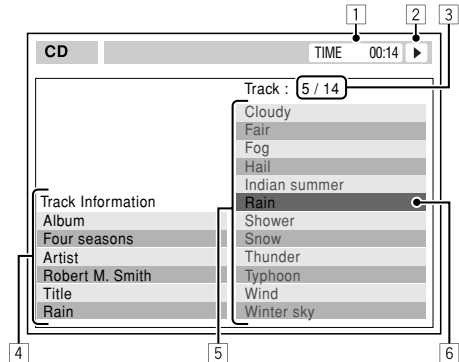 1 2 3
CD
TIME 00:14
Track : 5 / 14
Cloudy
Fair
Fog
Hail
Indian summer
Rain
Shower
Snow
Thunder
Typhoon
Wind
Winter sky
Track Information
Album
Four seasons
Artist
Robert M. Smith
Title
Rain
4 5 6